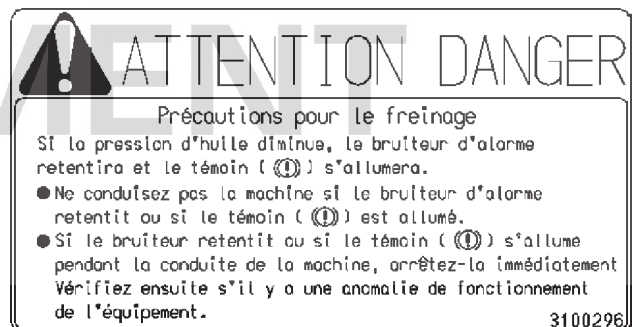 ATTENTION DANGER
Précautions pour le freinage
Si la pression d'huile diminue, le bruiteur d'alarme
retentira et le témoin ( (!) ) s'allumera.
● Ne conduisez pas la machine si le bruiteur d'alarme
retentit ou si le témoin ( (!) ) est allumé.
● Si le bruiteur retentit ou si le témoin ( (!) ) s'allume
pendant la conduite de la machine, arrêtez-la immédiatement
Vérifiez ensuite s'il y a une anomalie de fonctionnement
de l'équipement.
3100296
MENT